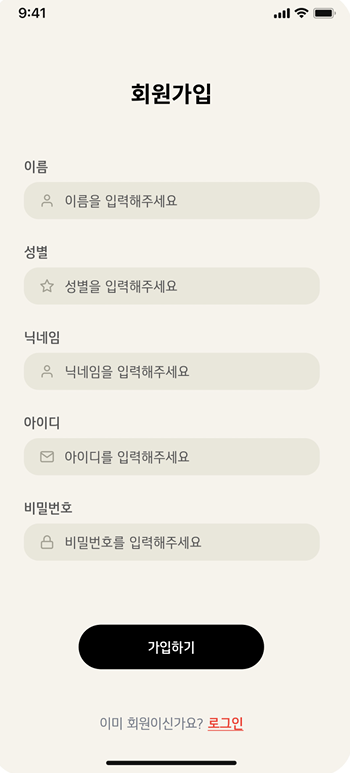 9:41
회원가입
이름
이름을 입력해주세요
성별
성별을 입력해주세요
닉네임
닉네임을 입력해주세요
아이디
아이디를 입력해주세요
비밀번호
비밀번호를 입력해주세요
가입하기
이미 회원이신가요? 로그인